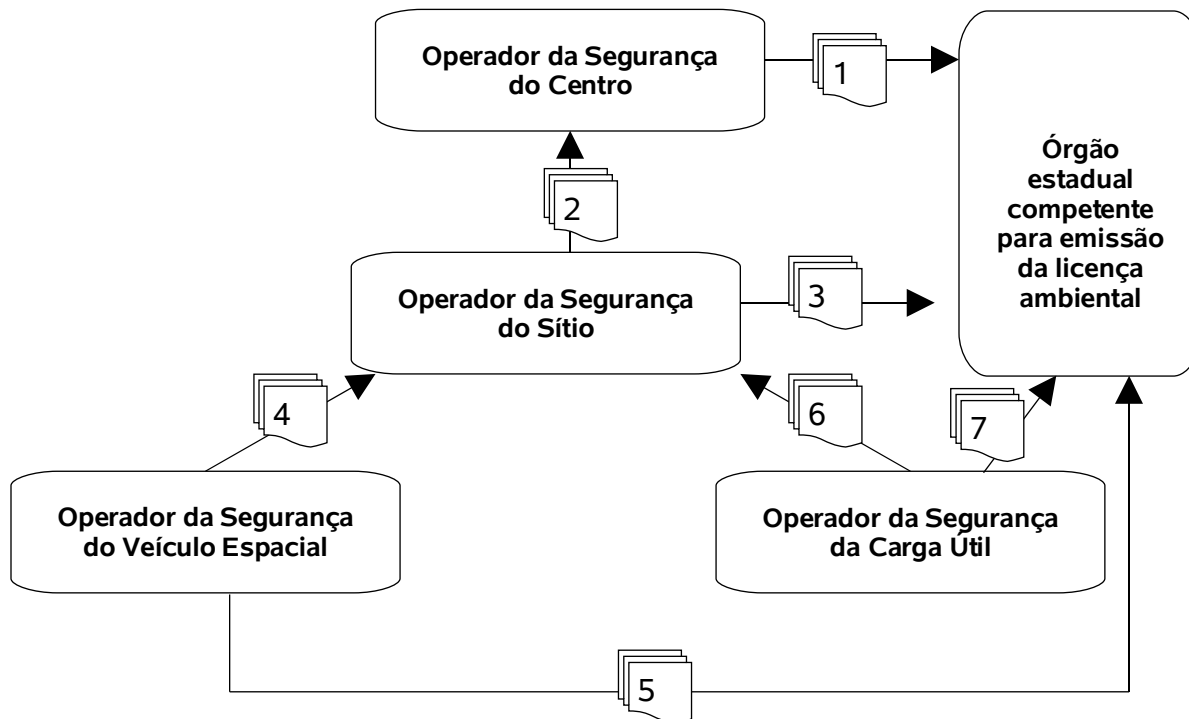 Operador da Segurança
do Centro
1
Órgão
estadual
competente
para emissão
da licença
ambiental
2
Operador da Segurança
do Sítio
3
4
6
7
Operador da Segurança
do Veículo Espacial
Operador da Segurança
da Carga Útil
5